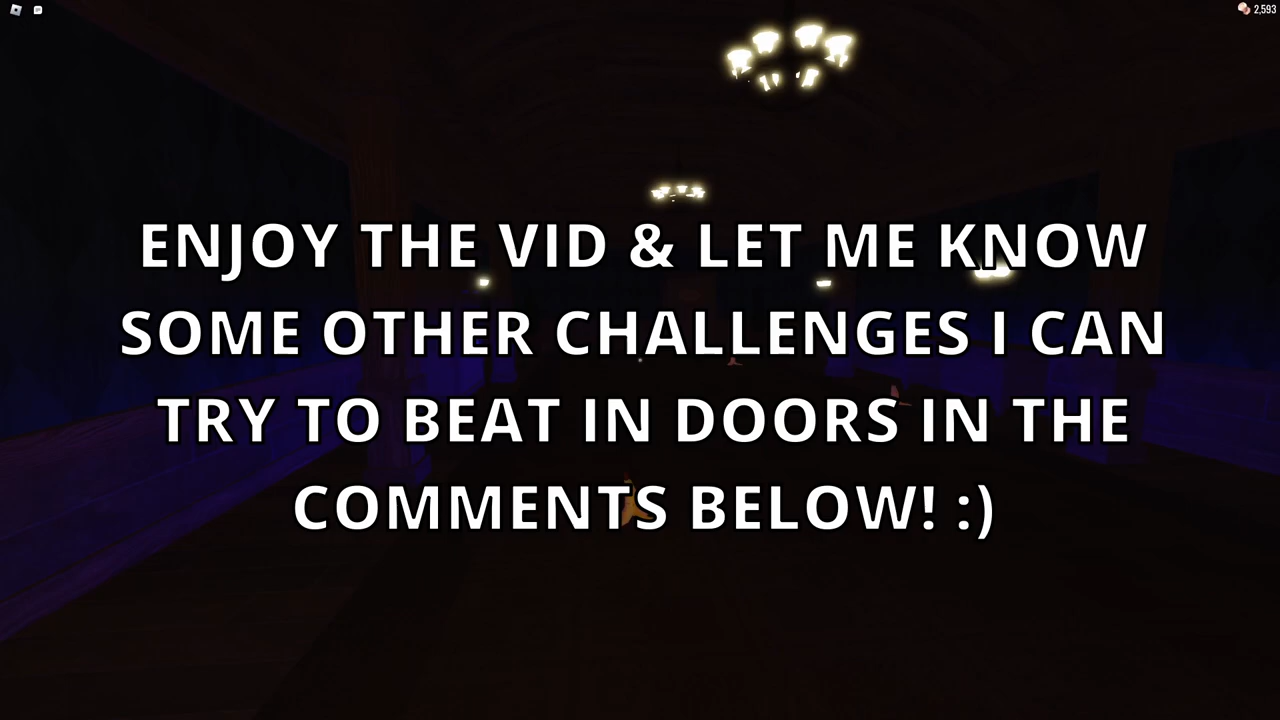 2,593
ENJOY THE VID & LET ME KNOW
SOME OTHER CHALLENGES I CAN
TRY TO BEAT IN DOORS IN THE
COMMENTS BELOW! :)